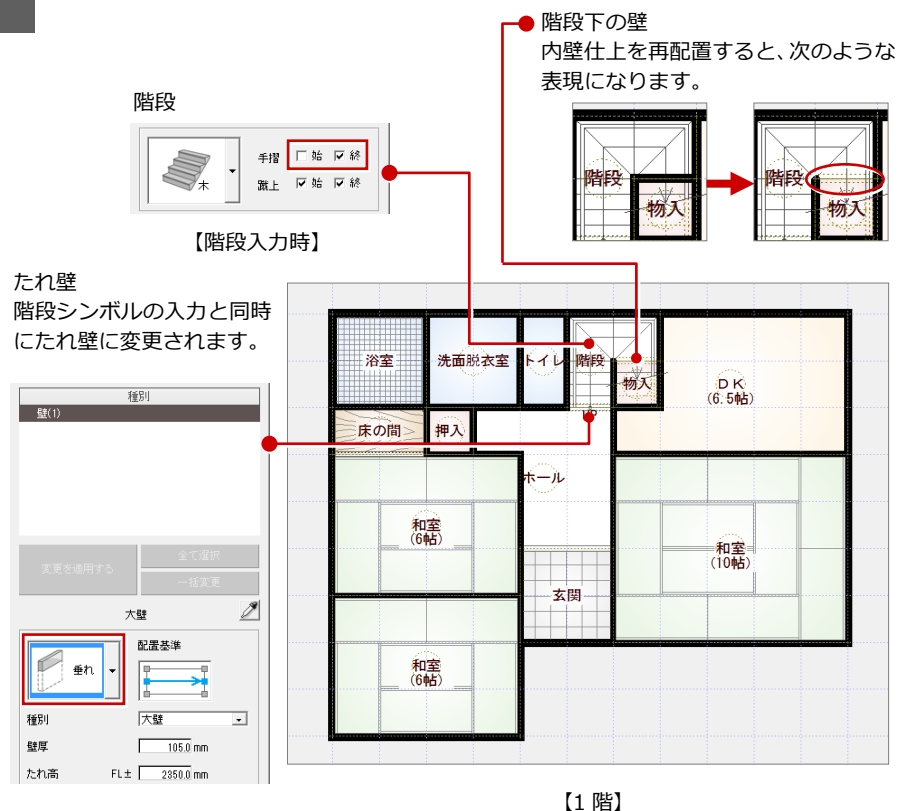 階段下の壁
内壁仕上を再配置すると、次のような
表現になります。
階段
木
手摺 始 終
蹴上 始 終
【階段入力時】
階段
物入
階段
物入
たれ壁
階段シンボルの入力と同時
にたれ壁に変更されます。
種別
壁(1)
変更を適用する
全て選択
一括変更
大壁
垂れ
配置基準
種別 大壁
壁厚 105.0 mm
たれ高 FL± 2350.0 mm
浴室
洗面脱衣室
トイレ
階段
物入
UP
DK
(6.5帖)
床の間
押入
ホール
和室
(6帖)
和室
(10帖)
玄関
和室
(6帖)
【1 階】